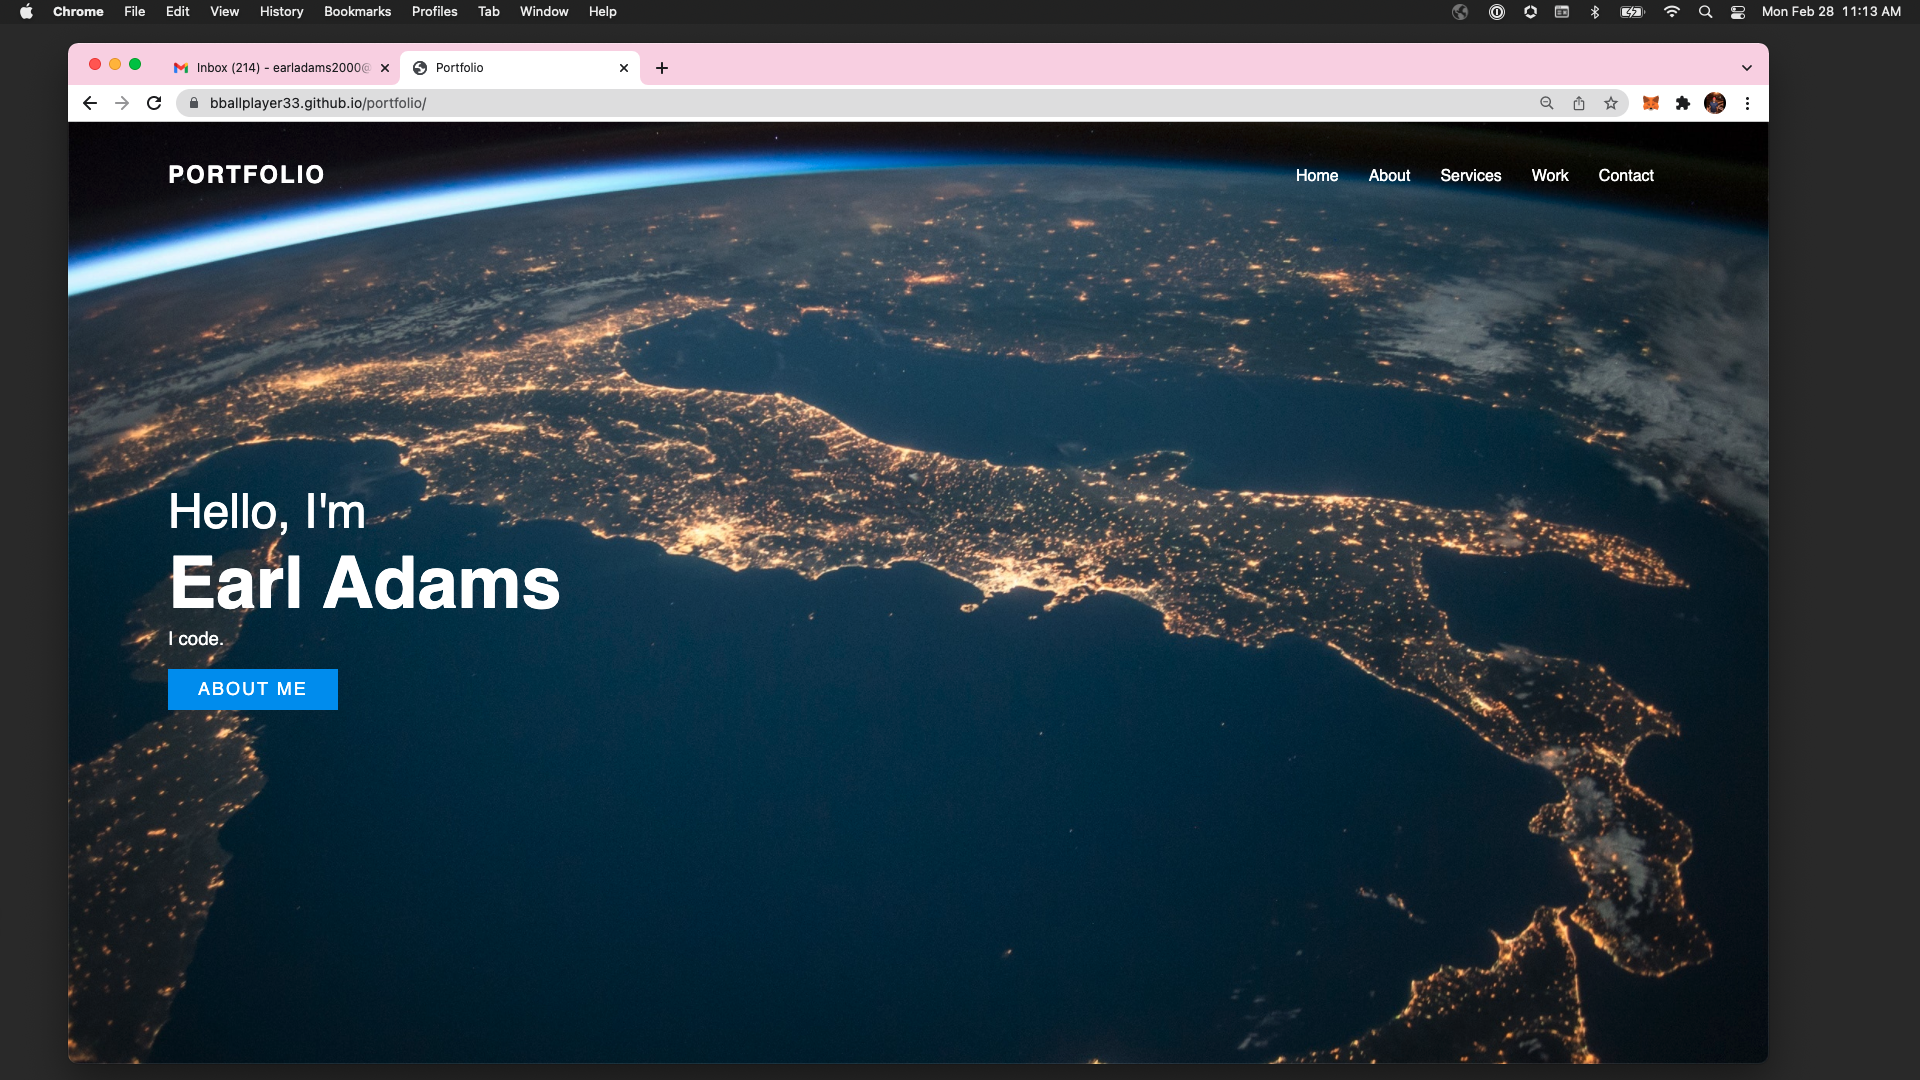 Chrome File Edit View History Bookmarks Profiles Tab Window Help Mon Feb 28 11:13 AM
Inbox (214) - earladams2000@ Portfolio
bballplayer33.github.io/portfolio/
PORTFOLIO Home About Services Work Contact
Hello, I'm
Earl Adams
I code.
ABOUT ME